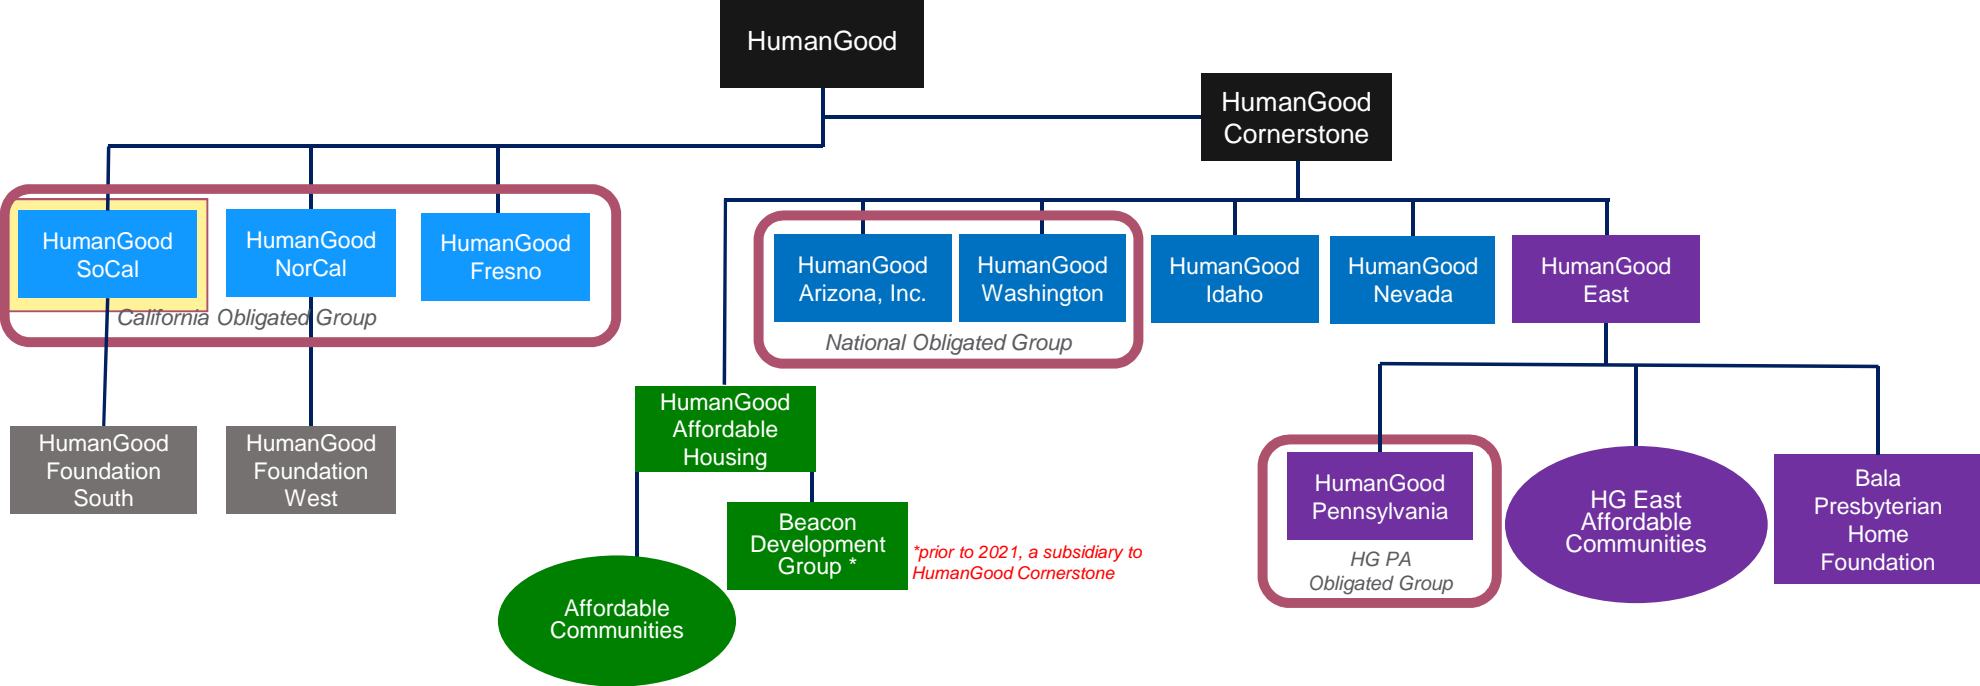 HumanGood
HumanGood
Cornerstone
HumanGood
SoCal
HumanGood
NorCal
HumanGood
Fresno
California Obligated Group
HumanGood
Arizona, Inc.
HumanGood
Washington
National Obligated Group
HumanGood
Idaho
HumanGood
Nevada
HumanGood
East
HumanGood
Foundation
South
HumanGood
Foundation
West
HumanGood
Affordable
Housing
Beacon
Development
Group *
*prior to 2021, a subsidiary to
HumanGood Cornerstone
Affordable
Communities
HumanGood
Pennsylvania
HG PA
Obligated Group
HG East
Affordable
Communities
Bala
Presbyterian
Home
Foundation